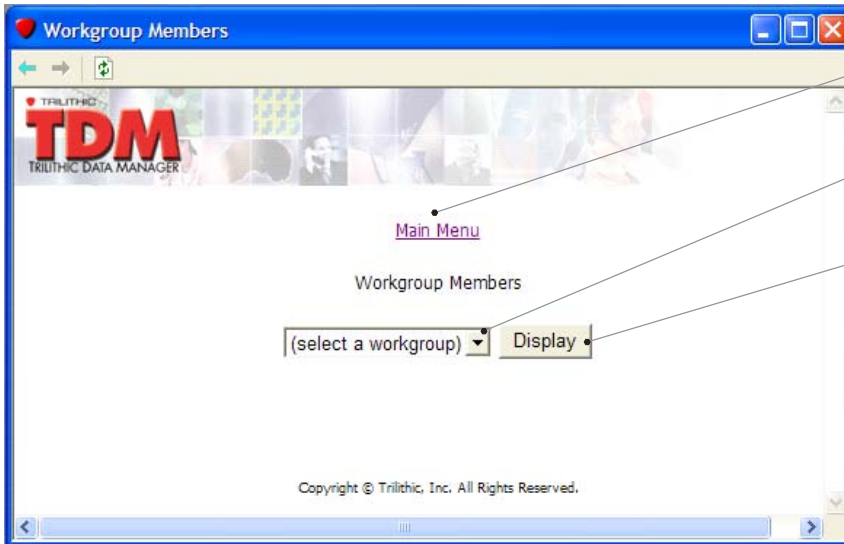 Workgroup Members
TRILITHIC
TDM
TRILITHIC DATA MANAGER
Main Menu
Workgroup Members
(select a workgroup) Display
Copyright © Trilithic, Inc. All Rights Reserved.